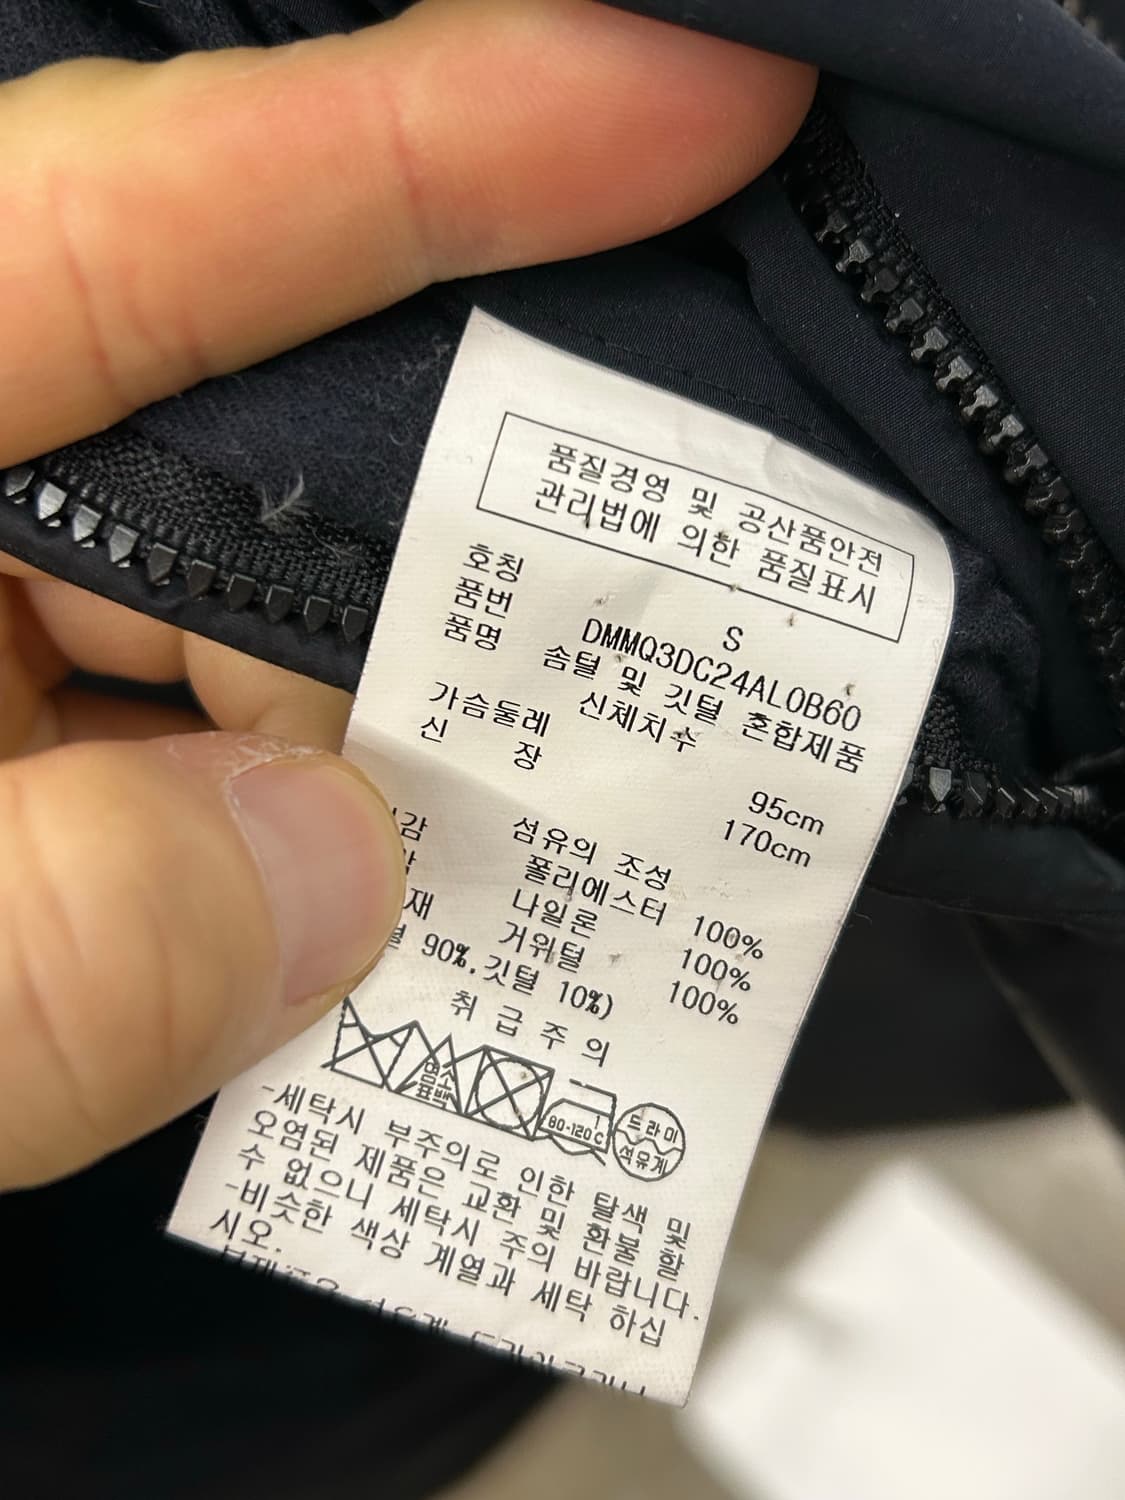 품질경영 및 공산품안전
관리법에 의한 품질표시
호칭 S
품번 DMMQ3DC24AL0B60
품명 솜털 및 깃털 혼합제품
신체치수
가슴둘레 95cm
신 장 170cm
섬유의 조성
감 폴리에스터 100%
나일론 100%
재 거위털 100%
90%.깃털 10%)
취 급 주 의
염소
표백
80-120℃
드라이
석유계
-세탁시 부주의로 인한 탈색 및
오염된 제품은 교환 및 환불 할
수 없으니 세탁시 주의 바랍니다.
-비슷한 색상 계열과 세탁 하십
시오.